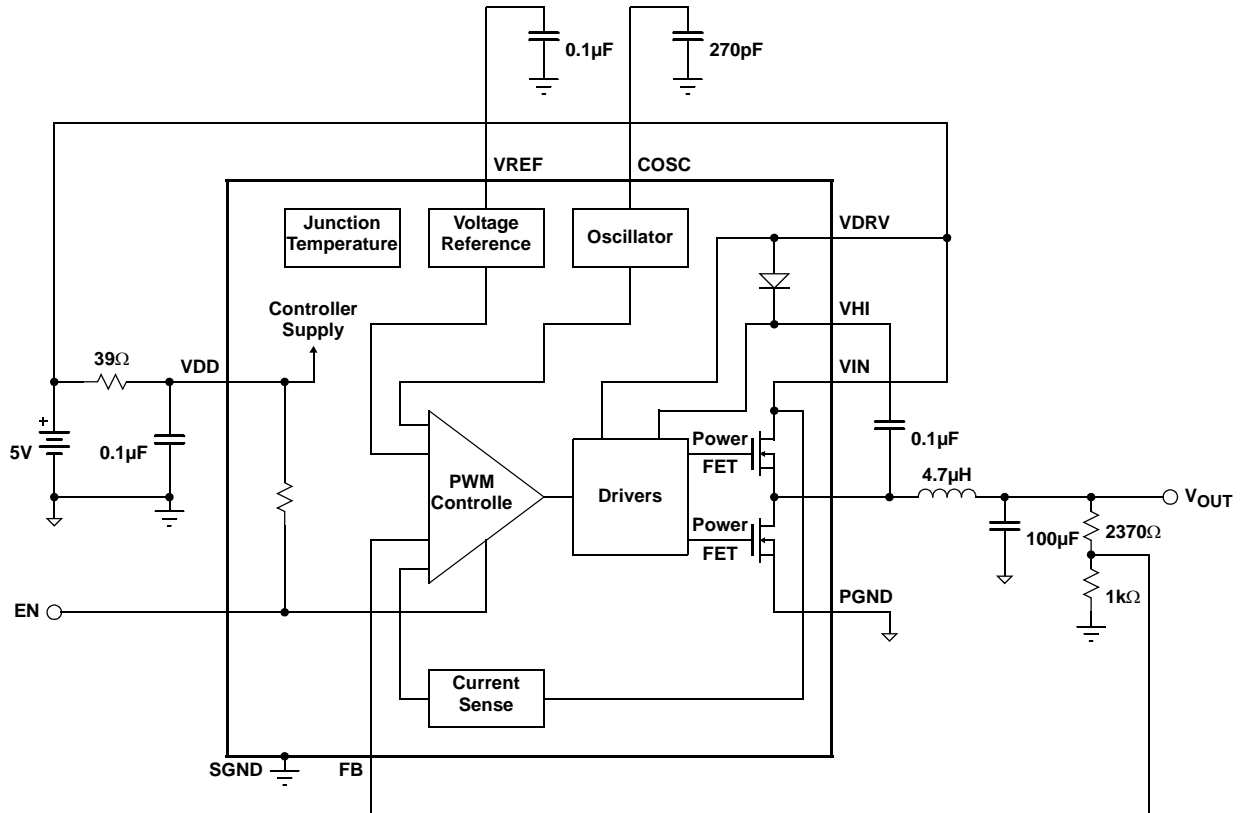 0.1µF
270pF
VREF
COSC
Junction
Temperature
Voltage
Reference
Oscillator
VDRV
Controller
Supply
VHI
39Ω
VDD
VIN
+
5V
0.1µF
PWM
Controlle
Drivers
Power
FET
Power
FET
0.1µF
4.7µH
VOUT
100µF
2370Ω
1kΩ
EN
PGND
Current
Sense
SGND
FB